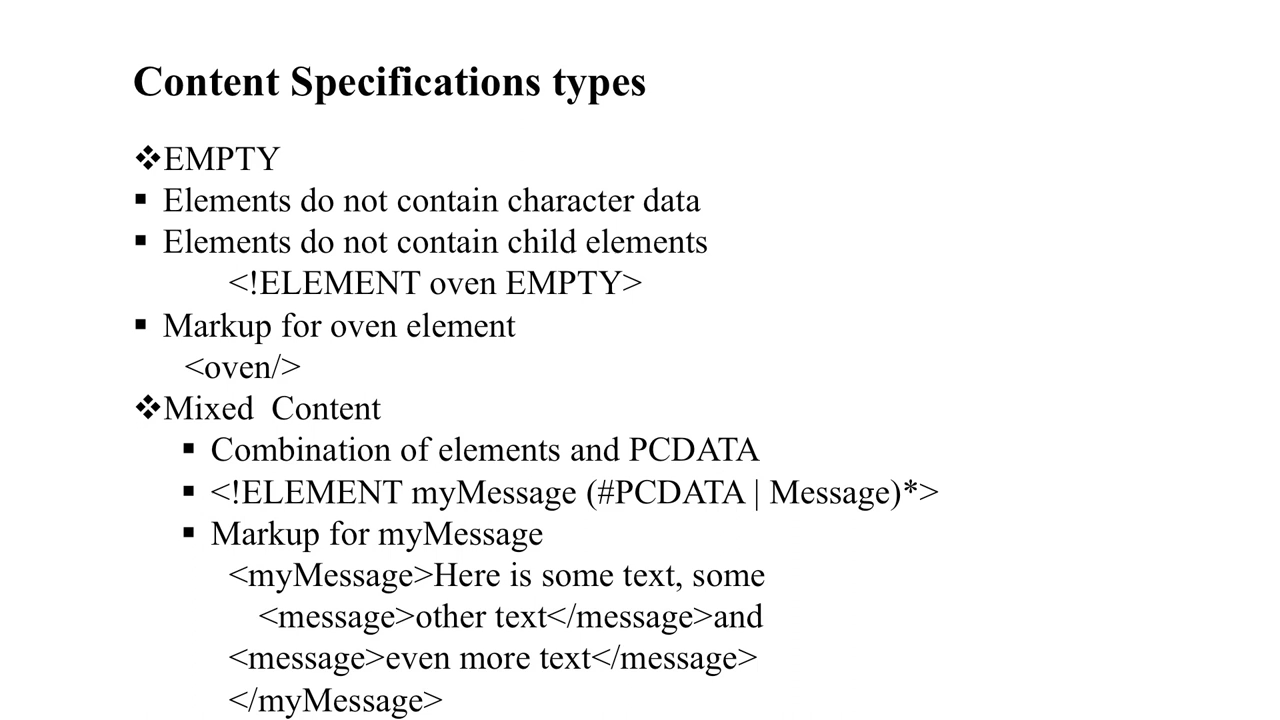 Content Specifications types
❖EMPTY
▪ Elements do not contain character data
▪ Elements do not contain child elements
<!ELEMENT oven EMPTY>
▪ Markup for oven element
<oven/>
❖Mixed  Content
▪ Combination of elements and PCDATA
▪ <!ELEMENT myMessage (#PCDATA | Message)*>
▪ Markup for myMessage
<myMessage>Here is some text, some
<message>other text</message>and
<message>even more text</message>
</myMessage>